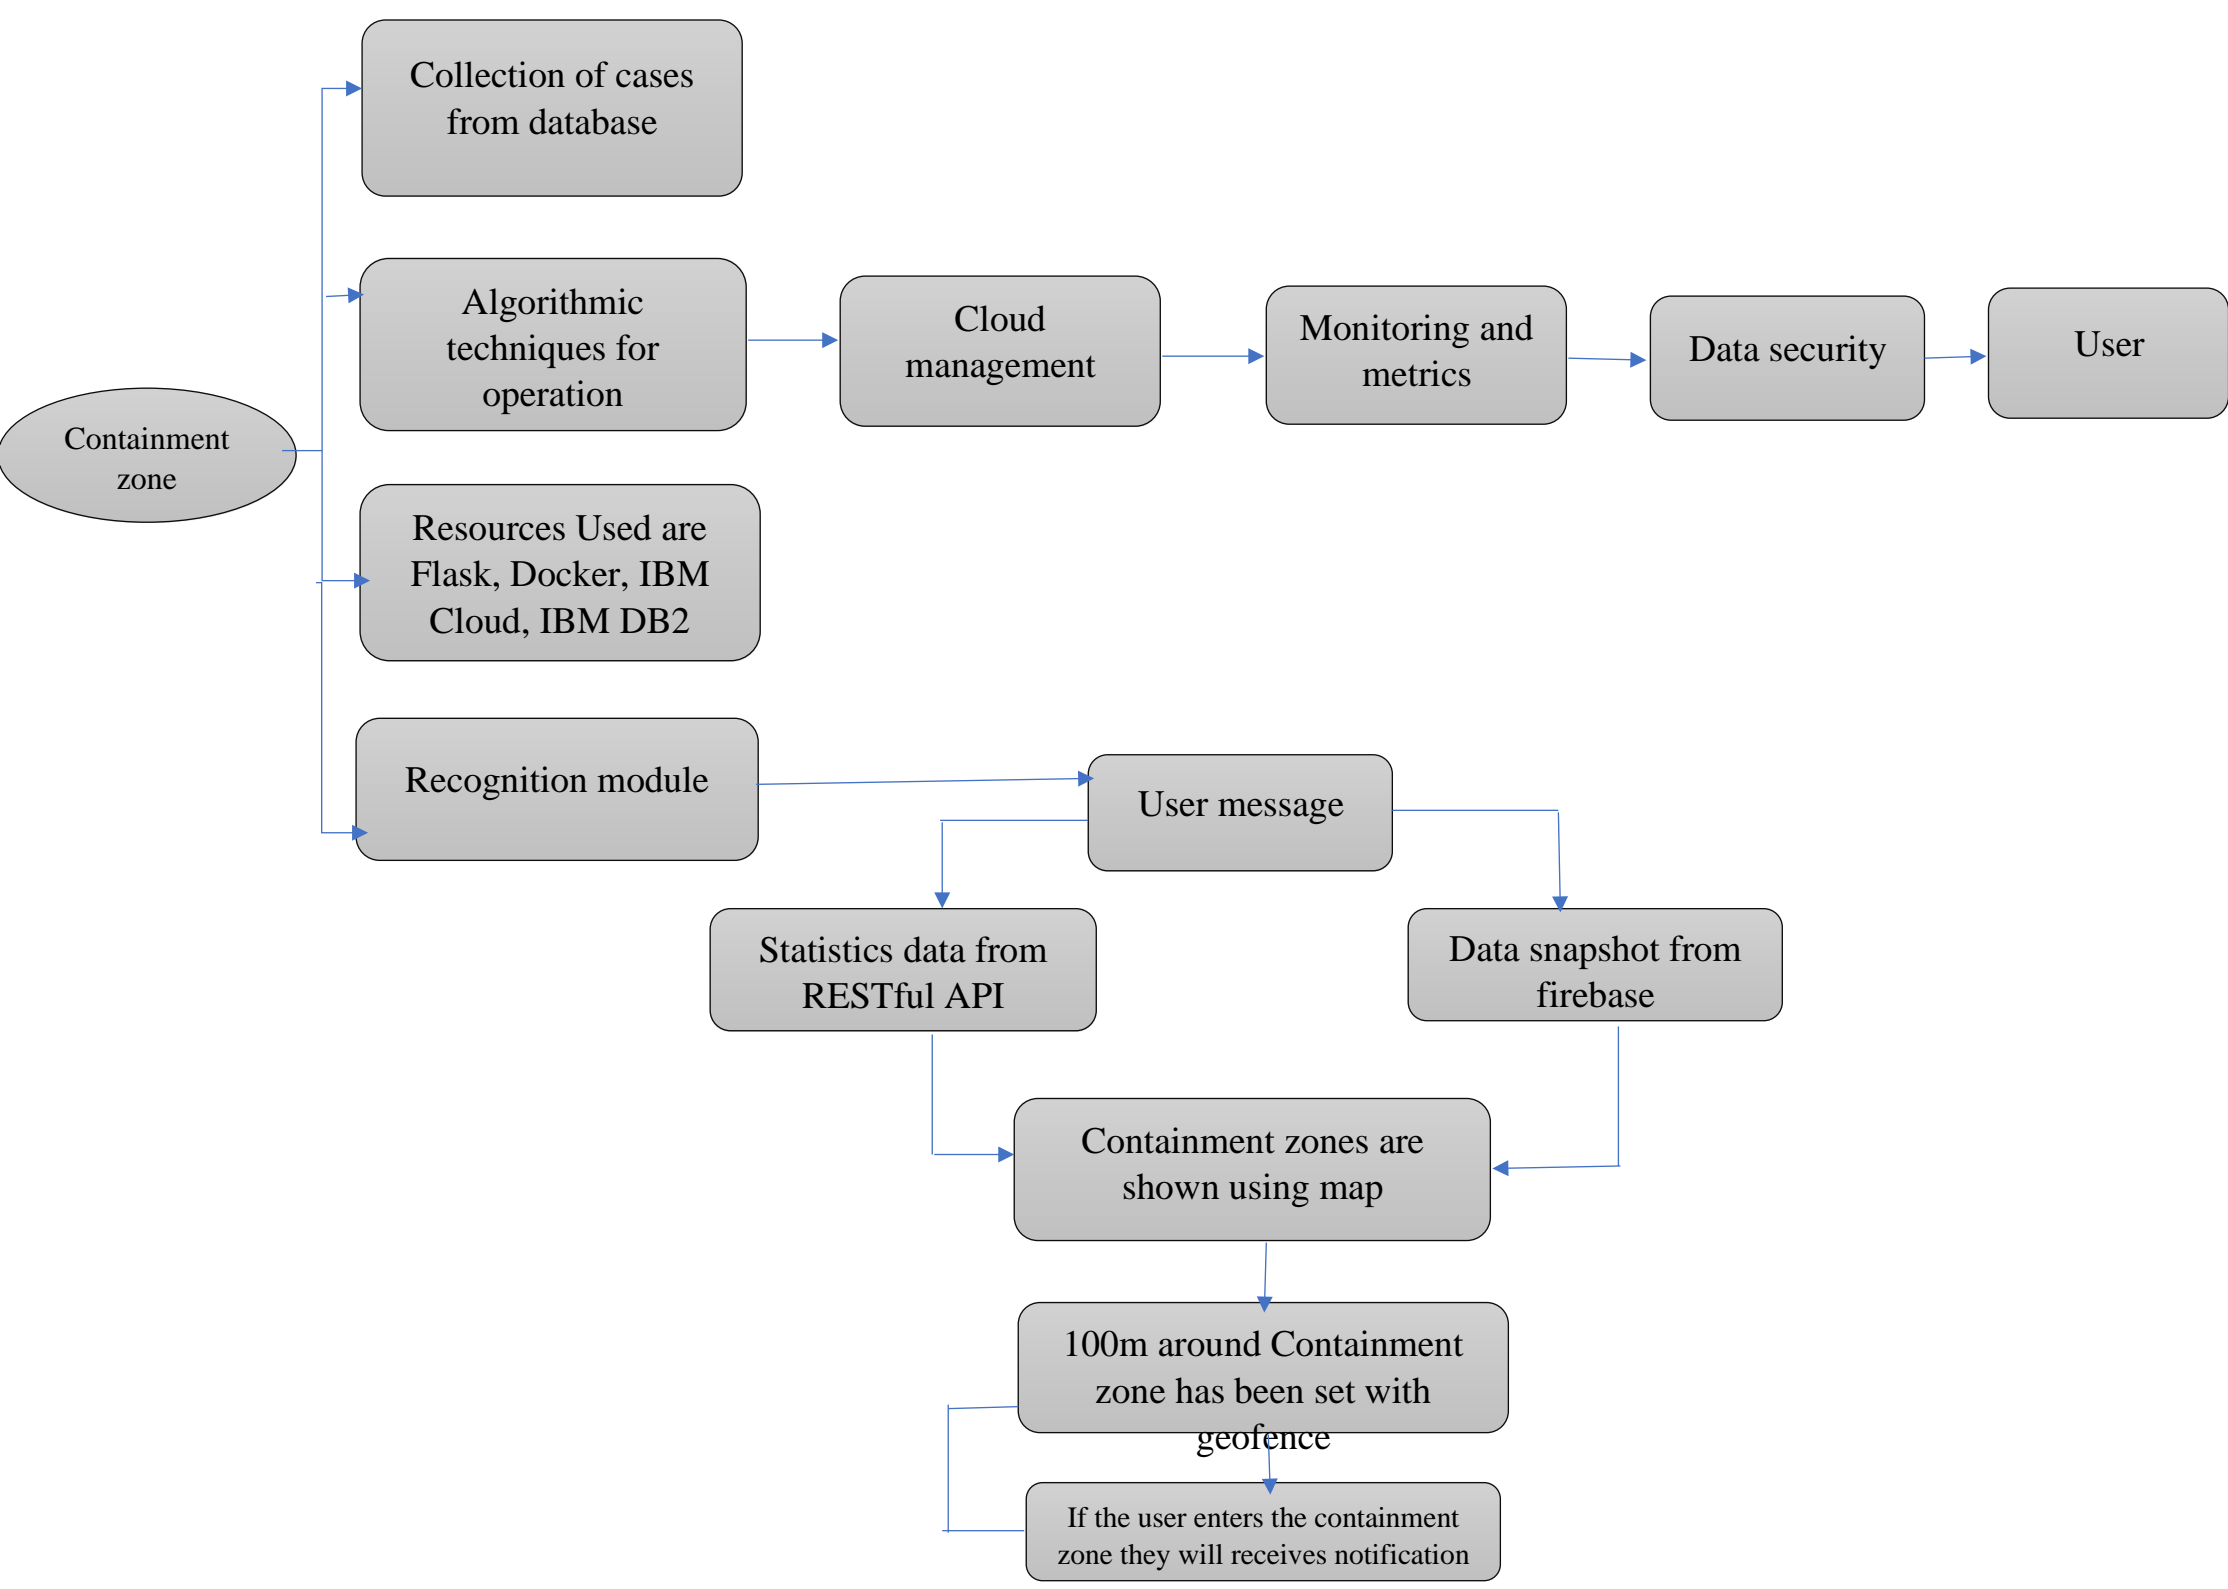 Collection of cases
from database
Algorithmic
techniques for
operation
Cloud
management
Monitoring and
metrics
Data security
User
Containment
zone
Resources Used are
Flask, Docker, IBM
Cloud, IBM DB2
Recognition module
User message
Statistics data from
RESTful API
Data snapshot from
firebase
Containment zones are
shown using map
100m around Containment
zone has been set with
geofence
If the user enters the containment
zone they will receives notification